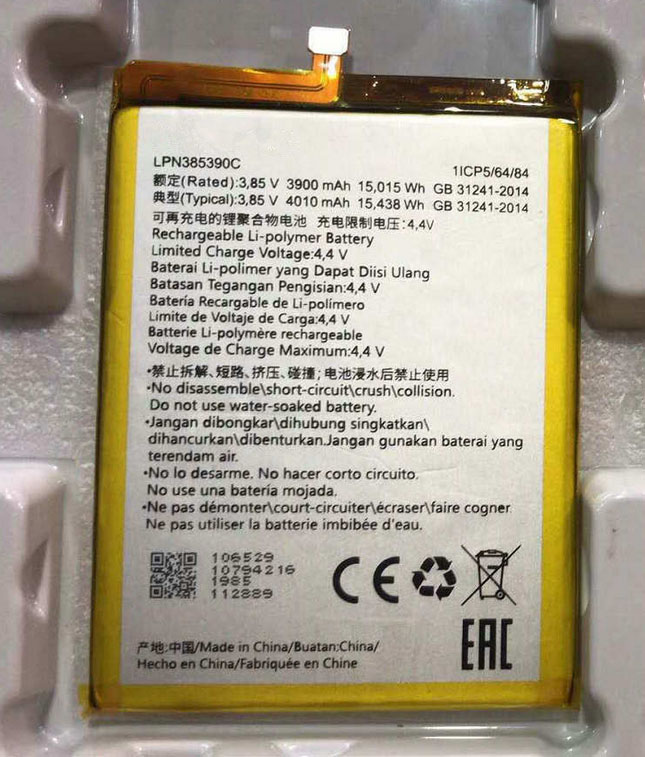 LPN385390C
1ICP5/64/84
额定(Rated):3,85 V 3900 mAh 15,015 Wh GB 31241-2014
典型(Typical):3,85 V 4010 mAh 15,438 Wh GB 31241-2014
可再充电的锂聚合物电池 充电限制电压:4,4V
Rechargeable Li-polymer Battery
Limited Charge Voltage:4,4 V
Baterai Li-polimer yang Dapat Diisi Ulang
Batasan Tegangan Pengisian:4,4 V
Batería Recargable de Li-polímero
Limite de Voltaje de Carga:4,4 V
Batterie Li-polymère rechargeable
Voltage de Charge Maximum:4,4 V
•禁止拆解、短路、挤压、碰撞；电池浸水后禁止使用
•No disassemble\short-circuit\crush\collision.
Do not use water-soaked battery.
•Jangan dibongkar\dihubung singkatkan\
dihancurkan\dibenturkan.Jangan gunakan baterai yang
terendam air.
•No lo desarme. No hacer corto circuito.
No use una batería mojada.
•Ne pas démonter\court-circuiter\écraser\faire cogner
Ne pas utiliser la batterie imbibée d'eau.
106529
10794216
1985
112889
CE
EAC
产地:中国/Made in China/Buatan:China/
Hecho en China/Fabriquée en Chine